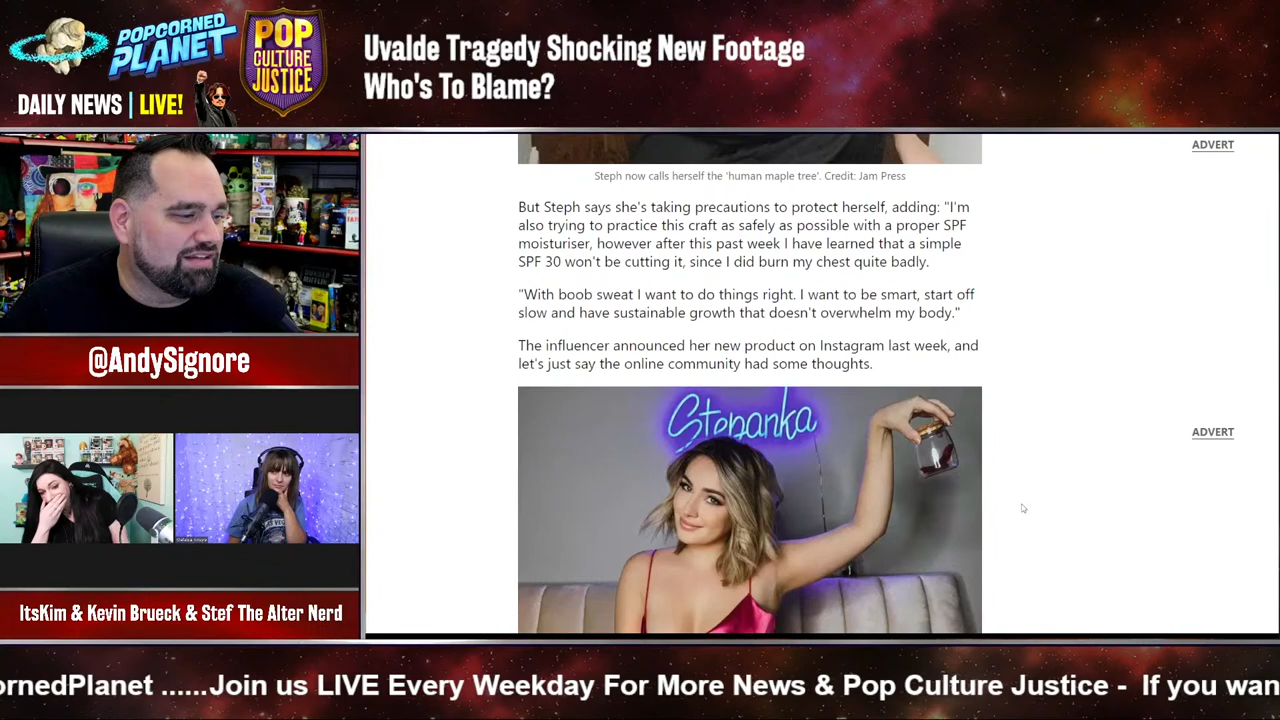 POPCORNED
PLANET
DAILY NEWS | LIVE!
POP
CULTURE
JUSTICE
Uvalde Tragedy Shocking New Footage
Who's To Blame?
ADVERT
Steph now calls herself the 'human maple tree'. Credit: Jam Press
But Steph says she's taking precautions to protect herself, adding: "I'm
also trying to practice this craft as safely as possible with a proper SPF
moisturiser, however after this past week I have learned that a simple
SPF 30 won't be cutting it, since I did burn my chest quite badly.
"With boob sweat I want to do things right. I want to be smart, start off
slow and have sustainable growth that doesn't overwhelm my body."
The influencer announced her new product on Instagram last week, and
let's just say the online community had some thoughts.
Stepanka
ADVERT
@AndySignore
ItsKim & Kevin Brueck & Stef The Alter Nerd
ornedPlanet ......Join us LIVE Every Weekday For More News & Pop Culture Justice - If you wan